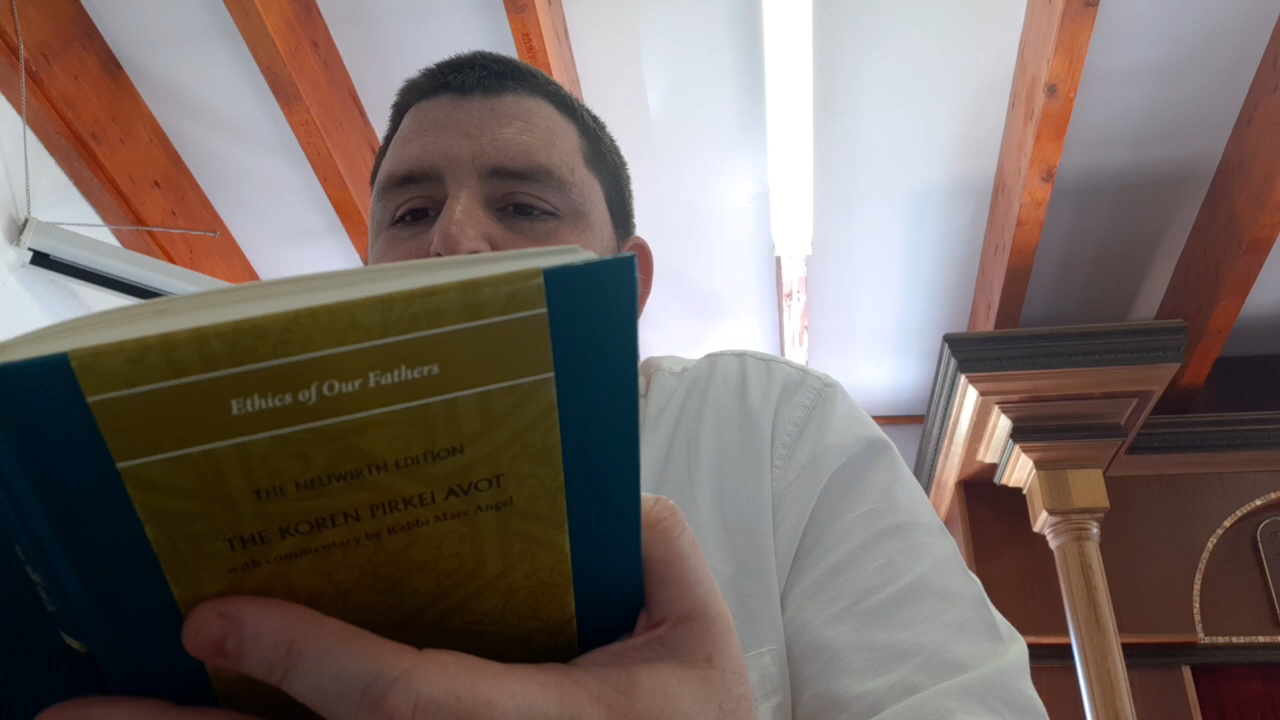 Ethics of Our Fathers
THE NEUWIRTH EDITION
THE KOREN PIRKEI AVOT
with commentary by Rabbi Marc Angel